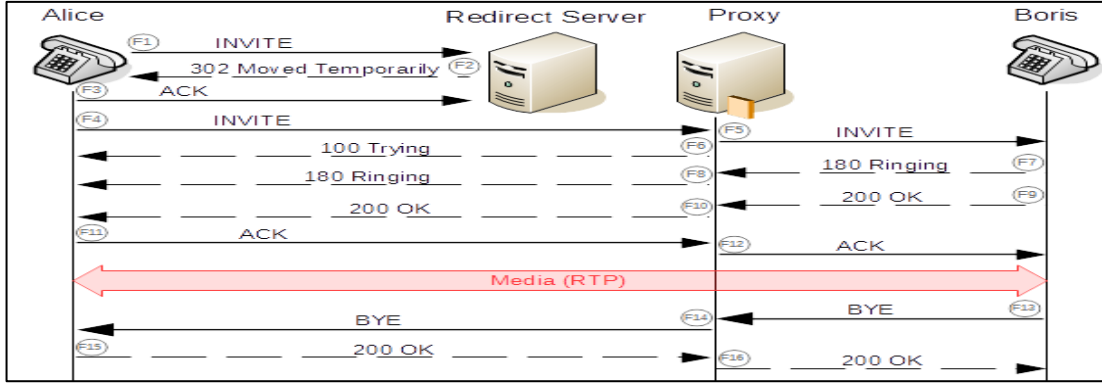 Alice Redirect Server Proxy Boris
F1 INVITE
302 Moved Temporarily F2
F3 ACK
F4 INVITE
F5 INVITE
100 Trying F6
180 Ringing F7
180 Ringing F8
200 OK F9
200 OK F10
F11 ACK
F12 ACK
Media (RTP)
BYE F13
BYE F14
F15 200 OK
F16 200 OK